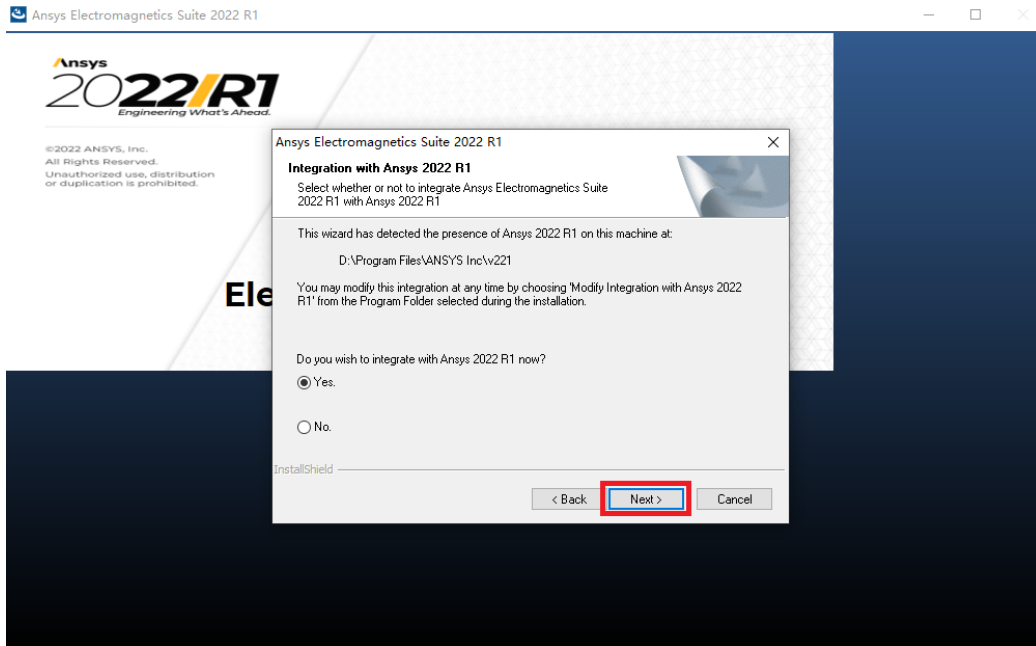 Ansys Electromagnetics Suite 2022 R1
Ansys
2022/R1
Engineering What's Ahead.
©2022 ANSYS, Inc.
All Rights Reserved.
Unauthorized use, distribution
or duplication is prohibited.
Ele
Ansys Electromagnetics Suite 2022 R1
Integration with Ansys 2022 R1
Select whether or not to integrate Ansys Electromagnetics Suite
2022 R1 with Ansys 2022 R1
This wizard has detected the presence of Ansys 2022 R1 on this machine at:
D:\Program Files\ANSYS Inc\v221
You may modify this integration at any time by choosing 'Modify Integration with Ansys 2022
R1' from the Program Folder selected during the installation.
Do you wish to integrate with Ansys 2022 R1 now?
Yes.
No.
InstallShield
< Back Next > Cancel